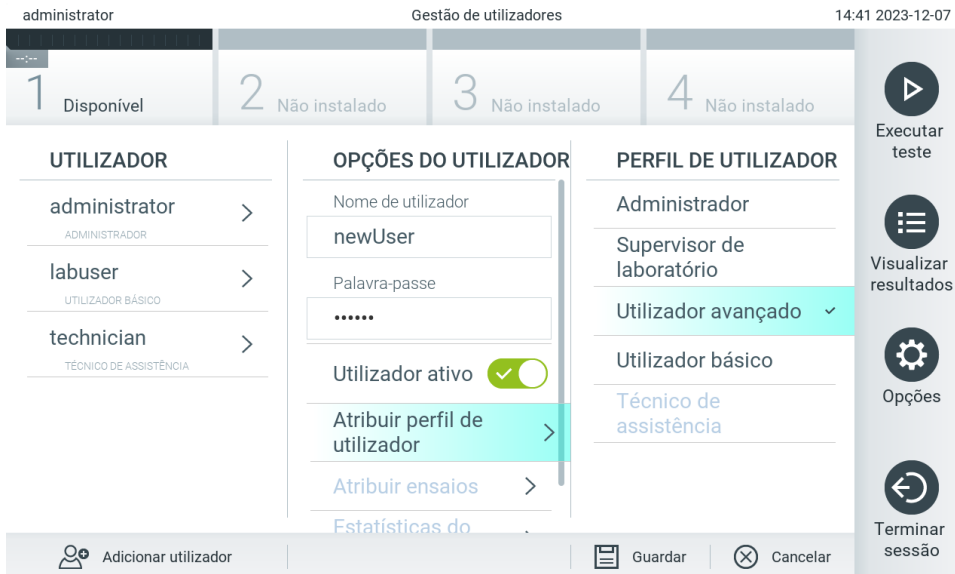 administrator
Gestão de utilizadores
14:41 2023-12-07
--:--
1 Disponível
2 Não instalado
3 Não instalado
4 Não instalado
UTILIZADOR
administrator
ADMINISTRADOR
labuser
UTILIZADOR BÁSICO
technician
TÉCNICO DE ASSISTÊNCIA
OPÇÕES DO UTILIZADOR
Nome de utilizador
newUser
Palavra-passe
••••••
Utilizador ativo
Atribuir perfil de
utilizador
Atribuir ensaios
Estatísticas do
PERFIL DE UTILIZADOR
Administrador
Supervisor de
laboratório
Utilizador avançado
Utilizador básico
Técnico de
assistência
Executar
teste
Visualizar
resultados
Opções
Terminar
sessão
Adicionar utilizador
Guardar
Cancelar